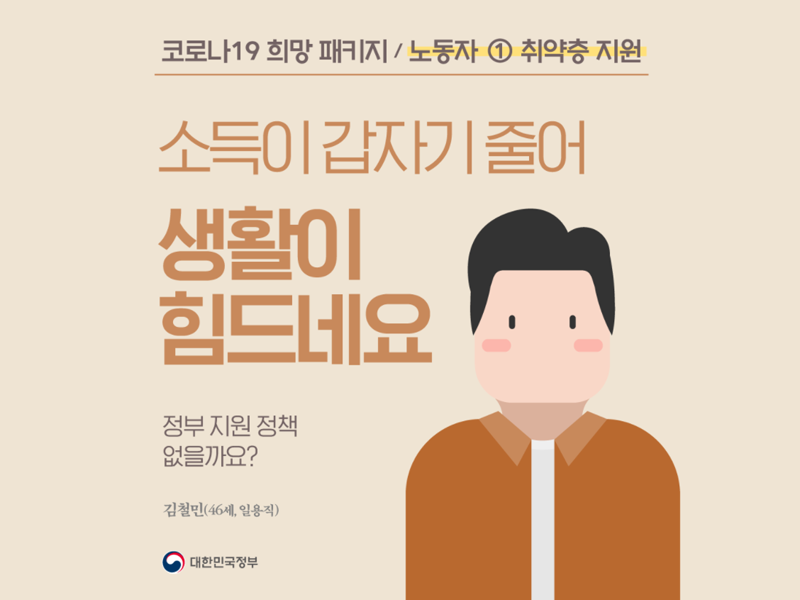 코로나19 희망 패키지 / 노동자 ① 취약층 지원
소득이 갑자기 줄어
생활이
힘드네요
정부 지원 정책
없을까요?
김철민(46세, 일용직)
대한민국정부